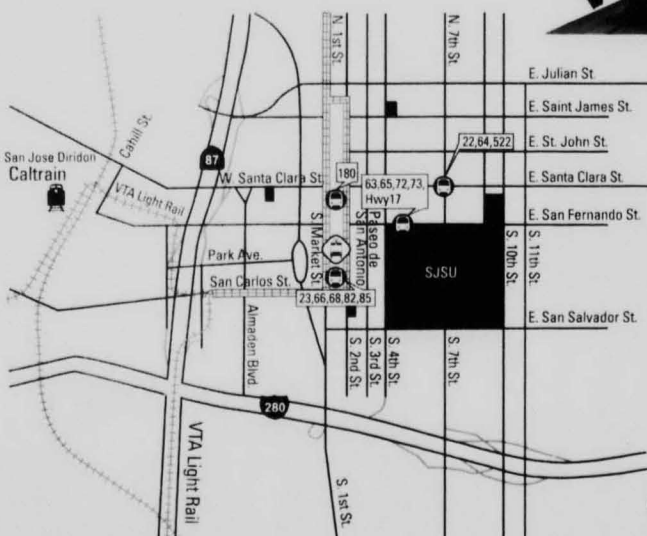 N. 1st St.
N. 7th St.
E. Julian St.
E. Saint James St.
E. St. John St.
22,64,522
Cahill St.
San Jose Diridon
Caltrain
87
VTA Light Rail
W. Santa Clara St.
180
63,65,72,73,
Hwy17
E. Santa Clara St.
E. San Fernando St.
S. Market St.
Paseo de
San Antonio
Park Ave.
San Carlos St.
SJSU
S. 10th St.
S. 11th St.
23,66,68,82,85
Almaden Blvd.
S. 2nd St.
S. 3rd St.
S. 4th St.
S. 7th St.
E. San Salvador St.
280
VTA Light Rail
S. 1st St.